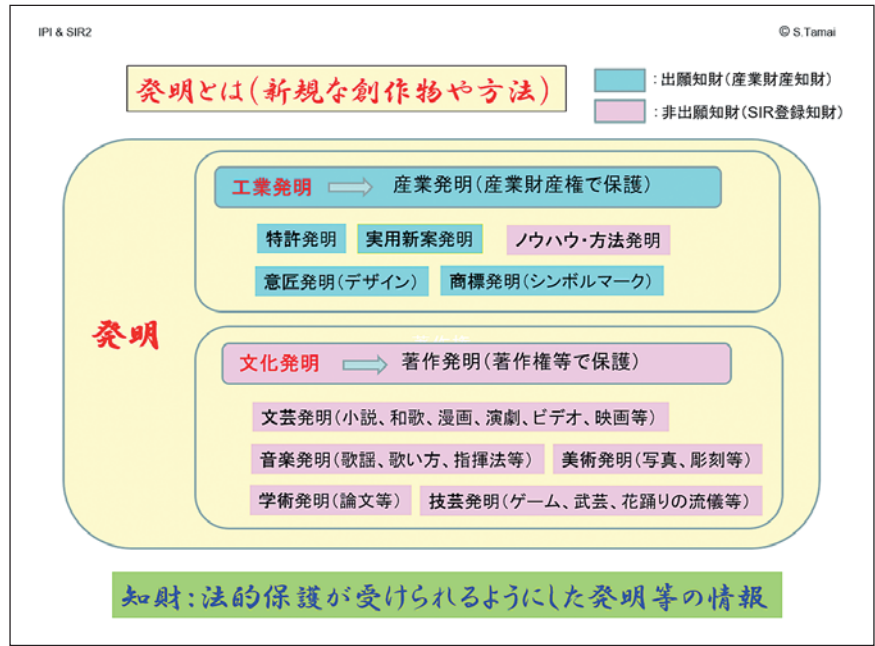 IPI & SIR2
© S.Tamai
発明とは(新規な創作物や方法)
:出願知財(産業財産知財)
:非出願知財(SIR登録知財)
工業発明 産業発明(産業財産権で保護)
特許発明 実用新案発明 ノウハウ・方法発明
意匠発明(デザイン) 商標発明(シンボルマーク)
発明
文化発明 著作発明(著作権等で保護)
文芸発明(小説、和歌、漫画、演劇、ビデオ、映画等)
音楽発明(歌謡、歌い方、指揮法等) 美術発明(写真、彫刻等)
学術発明(論文等) 技芸発明(ゲーム、武芸、花踊りの流儀等)
知財:法的保護が受けられるようにした発明等の情報